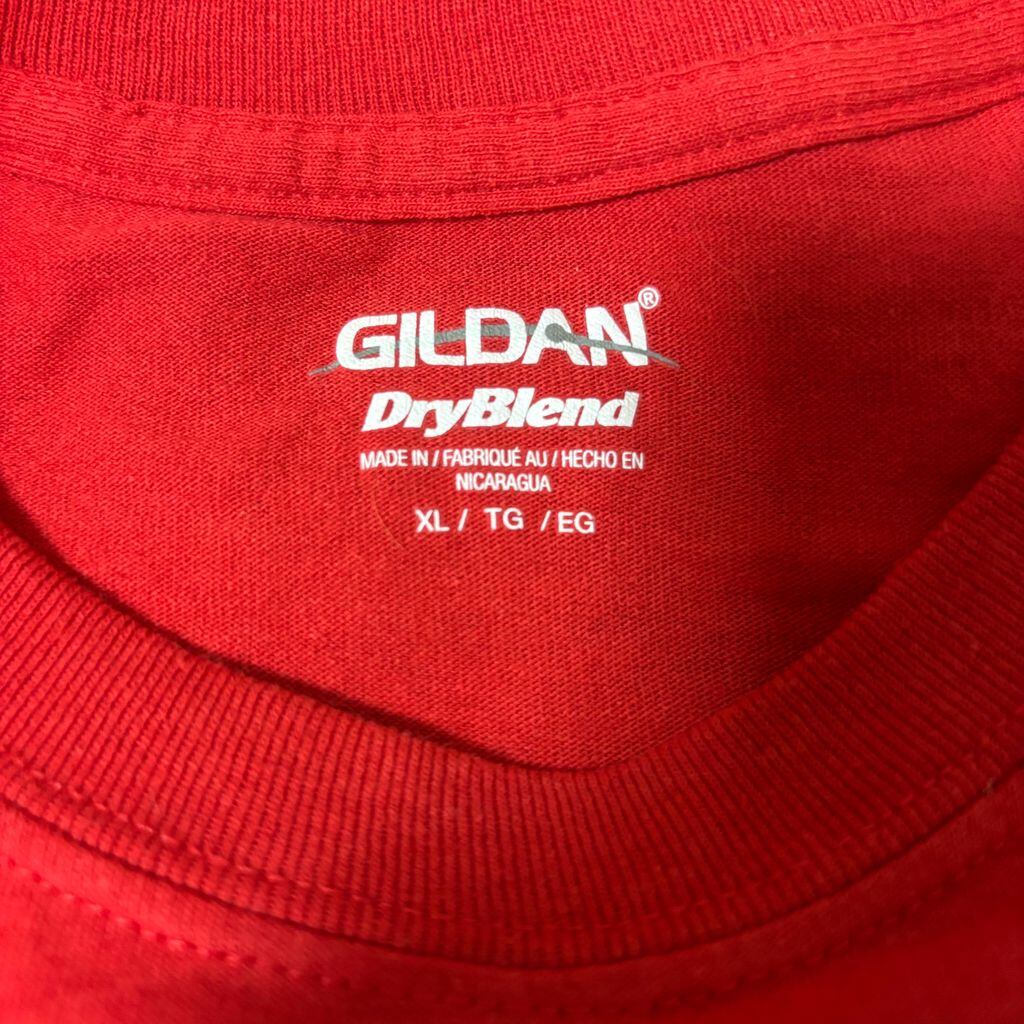 GILDAN®
DryBlend
MADE IN / FABRIQUÉ AU / HECHO EN
NICARAGUA
XL / TG / EG